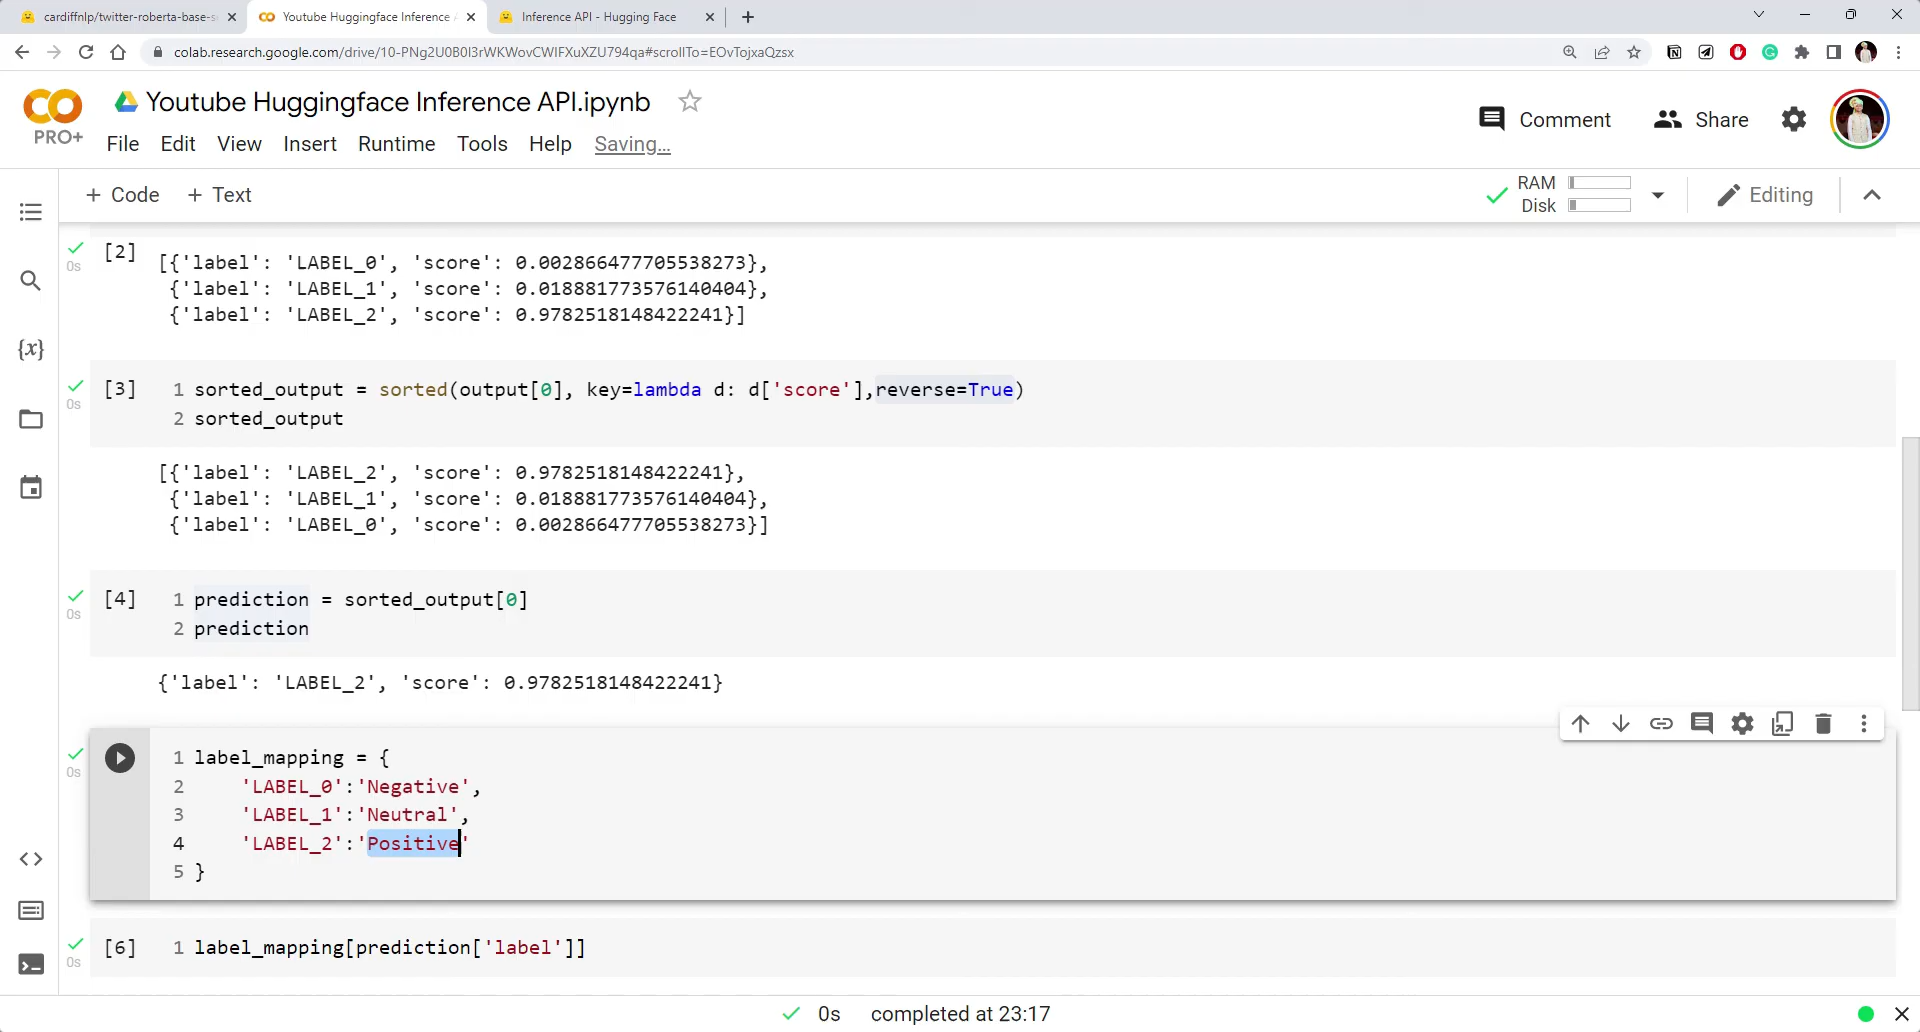 cardiffnlp/twitter-roberta-base-s
Youtube Huggingface Inference A
Inference API - Hugging Face
colab.research.google.com/drive/10-PNg2U0B0I3rWKWovCWIFXuXZU794qa#scrollTo=EOvTojxaQzsx
PRO+
Youtube Huggingface Inference API.ipynb
File Edit View Insert Runtime Tools Help Saving...
Comment
Share
+ Code + Text
RAM
Disk
Editing
[2]
0s
[{'label': 'LABEL_0', 'score': 0.002866477705538273},
{'label': 'LABEL_1', 'score': 0.018881773576140404},
{'label': 'LABEL_2', 'score': 0.9782518148422241}]
[3]
0s
1 sorted_output = sorted(output[0], key=lambda d: d['score'],reverse=True)
2 sorted_output
[{'label': 'LABEL_2', 'score': 0.9782518148422241},
{'label': 'LABEL_1', 'score': 0.018881773576140404},
{'label': 'LABEL_0', 'score': 0.002866477705538273}]
[4]
0s
1 prediction = sorted_output[0]
2 prediction
{'label': 'LABEL_2', 'score': 0.9782518148422241}
0s
1 label_mapping = {
2 'LABEL_0':'Negative',
3 'LABEL_1':'Neutral',
4 'LABEL_2':'Positive'
5 }
[6]
0s
1 label_mapping[prediction['label']]
0s completed at 23:17